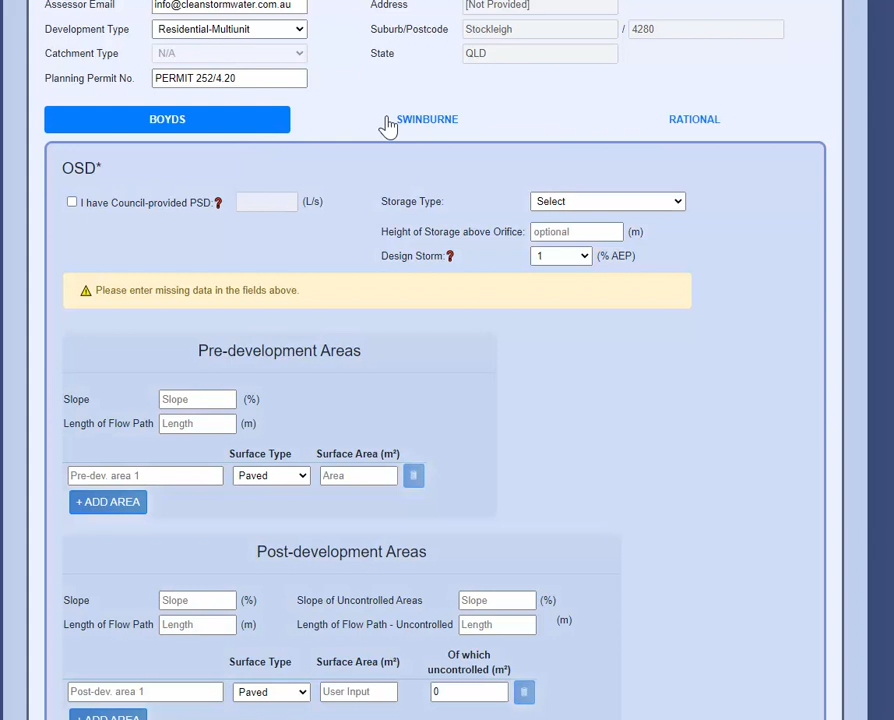 Assessor Email info@cleanstormwater.com.au Address [Not Provided]
Development Type Residential-Multiunit Suburb/Postcode Stockleigh / 4280
Catchment Type N/A State QLD
Planning Permit No. PERMIT 252/4.20
BOYDS SWINBURNE RATIONAL
OSD*
I have Council-provided PSD:? (L/s) Storage Type: Select
Height of Storage above Orifice: optional (m)
Design Storm:? 1 (% AEP)
Please enter missing data in the fields above.
Pre-development Areas
Slope Slope (%)
Length of Flow Path Length (m)
Surface Type Surface Area (m²)
Pre-dev. area 1 Paved Area
+ ADD AREA
Post-development Areas
Slope Slope (%) Slope of Uncontrolled Areas Slope (%)
Length of Flow Path Length (m) Length of Flow Path - Uncontrolled Length (m)
Surface Type Surface Area (m²) Of which uncontrolled (m²)
Post-dev. area 1 Paved User Input 0
+ ADD AREA